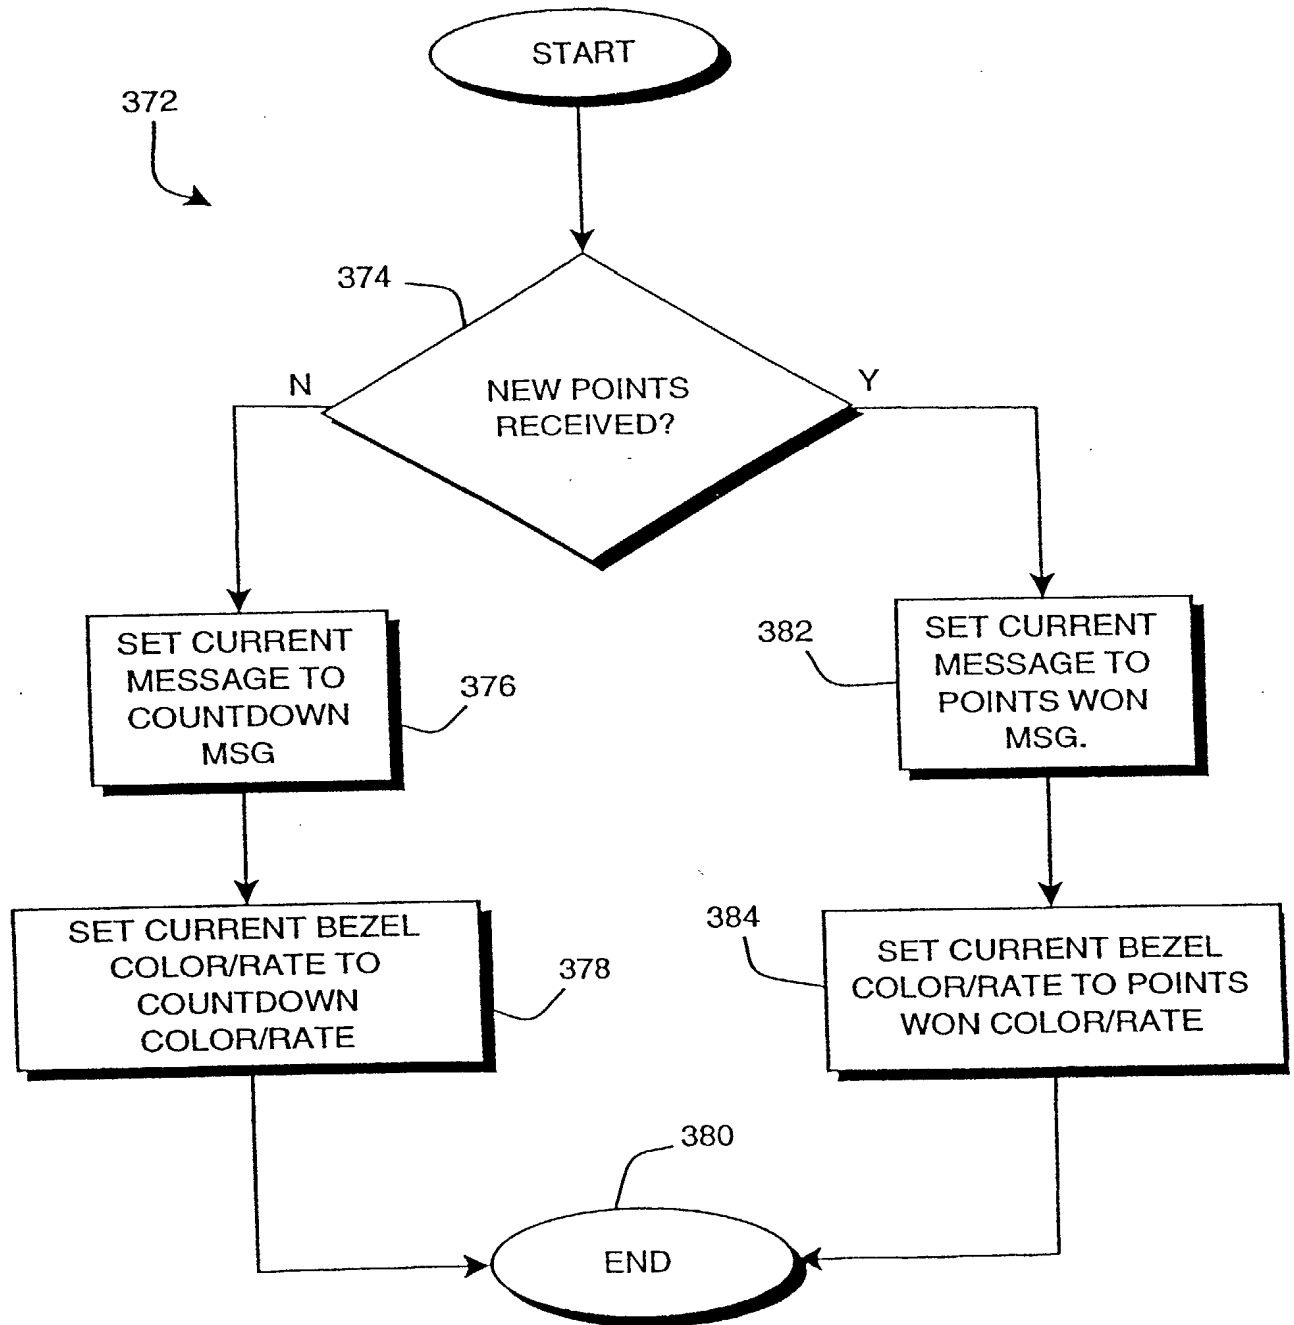 START
372
374
N
NEW POINTS
RECEIVED?
Y
SET CURRENT
MESSAGE TO
COUNTDOWN
MSG
376
382
SET CURRENT
MESSAGE TO
POINTS WON
MSG.
SET CURRENT BEZEL
COLOR/RATE TO
COUNTDOWN
COLOR/RATE
378
384
SET CURRENT BEZEL
COLOR/RATE TO POINTS
WON COLOR/RATE
380
END